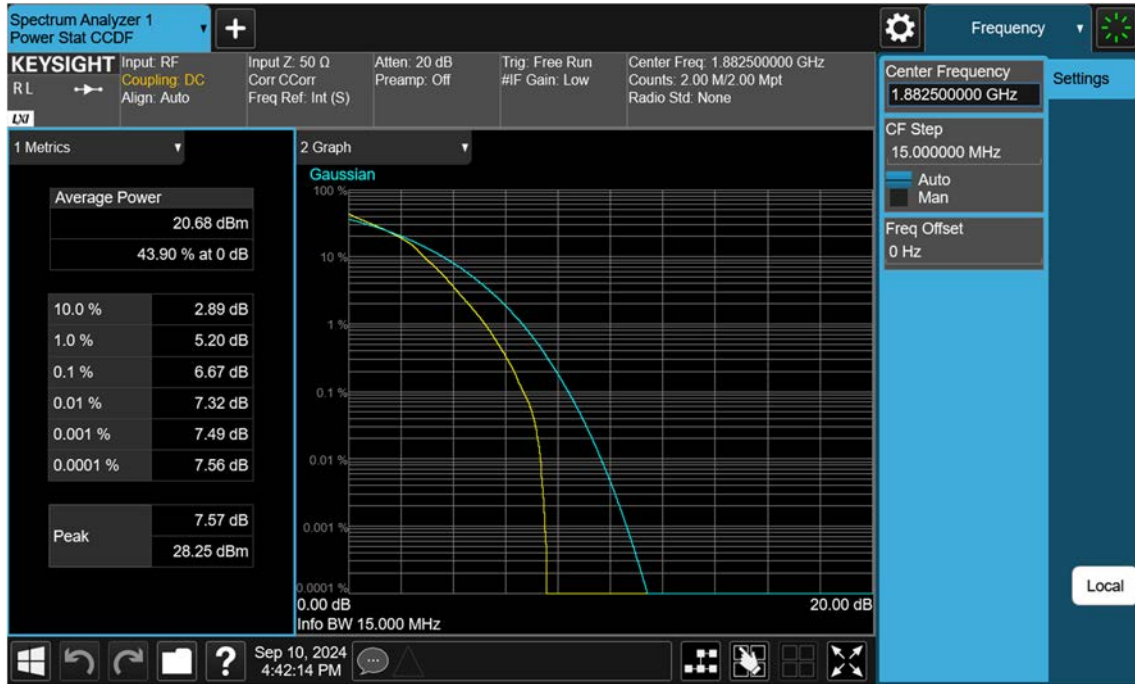 Spectrum Analyzer 1
Power Stat CCDF
Frequency
KEYSIGHT
R L
LXI
Input: RF
Coupling: DC
Align: Auto
Input Z: 50 Ω
Corr CCorr
Freq Ref: Int (S)
Atten: 20 dB
Preamp: Off
Trig: Free Run
#IF Gain: Low
Center Freq: 1.882500000 GHz
Counts: 2.00 M/2.00 Mpt
Radio Std: None
Center Frequency
1.882500000 GHz
Settings
CF Step
15.000000 MHz
Auto
Man
Freq Offset
0 Hz
Local
1 Metrics
Average Power
20.68 dBm
43.90 % at 0 dB
10.0 % 2.89 dB
1.0 % 5.20 dB
0.1 % 6.67 dB
0.01 % 7.32 dB
0.001 % 7.49 dB
0.0001 % 7.56 dB
Peak
7.57 dB
28.25 dBm
2 Graph
Gaussian
100 %
10 %
1 %
0.1 %
0.01 %
0.001 %
0.0001 %
0.00 dB 20.00 dB
Info BW 15.000 MHz
?
Sep 10, 2024
4:42:14 PM